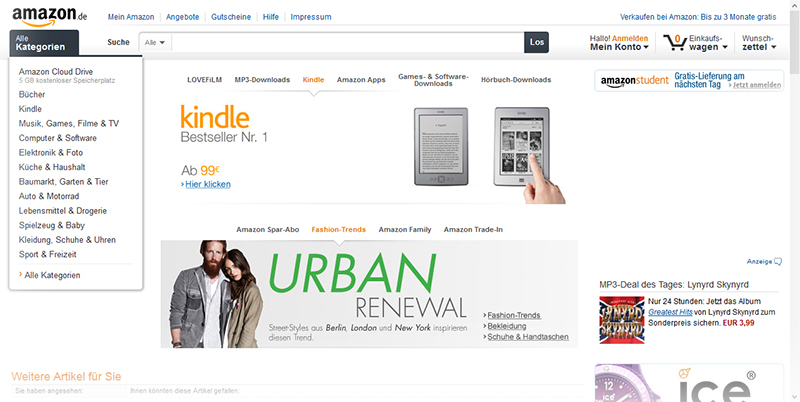 amazon.de
Mein Amazon | Angebote | Gutscheine | Hilfe | Impressum
Verkaufen bei Amazon: Bis zu 3 Monate gratis
Alle
Kategorien
Suche
Alle
Los
Hallo! Anmelden
Mein Konto
0
Einkaufs-
wagen
Wunsch-
zettel
Amazon Cloud Drive
5 GB kostenloser Speicherplatz
Bücher
Kindle
Musik, Games, Filme & TV
Computer & Software
Elektronik & Foto
Küche & Haushalt
Baumarkt, Garten & Tier
Auto & Motorrad
Lebensmittel & Drogerie
Spielzeug & Baby
Kleidung, Schuhe & Uhren
Sport & Freizeit
› Alle Kategorien
LOVEFiLM
MP3-Downloads
Kindle
Amazon Apps
Games- & Software-
Downloads
Hörbuch-Downloads
kindle
Bestseller Nr. 1
Ab 99€
› Hier klicken
amazonstudent
Gratis-Lieferung am
nächsten Tag
› Jetzt anmelden
Amazon Spar-Abo
Fashion-Trends
Amazon Family
Amazon Trade-In
URBAN
RENEWAL
Street-Styles aus Berlin, London und New York inspirieren
diesen Trend.
› Fashion-Trends
› Bekleidung
› Schuhe & Handtaschen
Anzeige
MP3-Deal des Tages: Lynyrd Skynyrd
LYNYRD
SKYNYRD
Nur 24 Stunden: Jetzt das Album
Greatest Hits von Lynyrd Skynyrd zum
Sonderpreis sichern. EUR 3,99
Weitere Artikel für Sie
Sie haben angesehen:
Ihnen könnten diese Artikel gefallen:
ice®